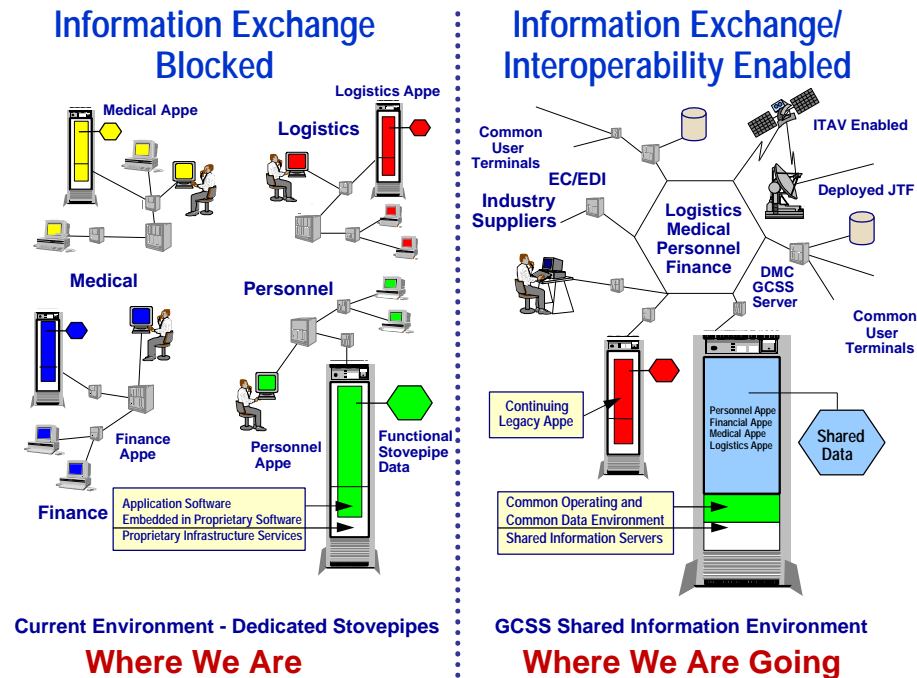 Information Exchange
Blocked
Medical Appe
Logistics Appe
Logistics
Medical
Personnel
Finance
Appe
Personnel
Appe
Functional
Stovepipe
Data
Finance
Application Software
Embedded in Proprietary Software
Proprietary Infrastructure Services
Current Environment - Dedicated Stovepipes
Where We Are
Information Exchange/
Interoperability Enabled
Common
User
Terminals
ITAV Enabled
EC/EDI
Industry
Suppliers
Deployed JTF
Logistics
Medical
Personnel
Finance
DMC
GCSS
Server
Common
User
Terminals
Continuing
Legacy Appe
Personnel Appe
Financial Appe
Medical Appe
Logistics Appe
Shared
Data
Common Operating and
Common Data Environment
Shared Information Servers
GCSS Shared Information Environment
Where We Are Going